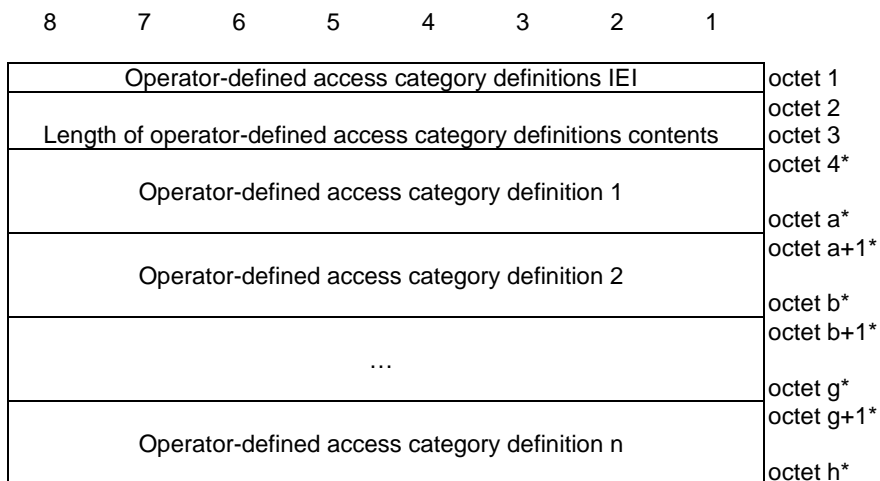 8 7 6 5 4 3 2 1
Operator-defined access category definitions IEI octet 1
octet 2
Length of operator-defined access category definitions contents octet 3
octet 4*
Operator-defined access category definition 1
octet a*
octet a+1*
Operator-defined access category definition 2
octet b*
octet b+1*
…
octet g*
octet g+1*
Operator-defined access category definition n
octet h*